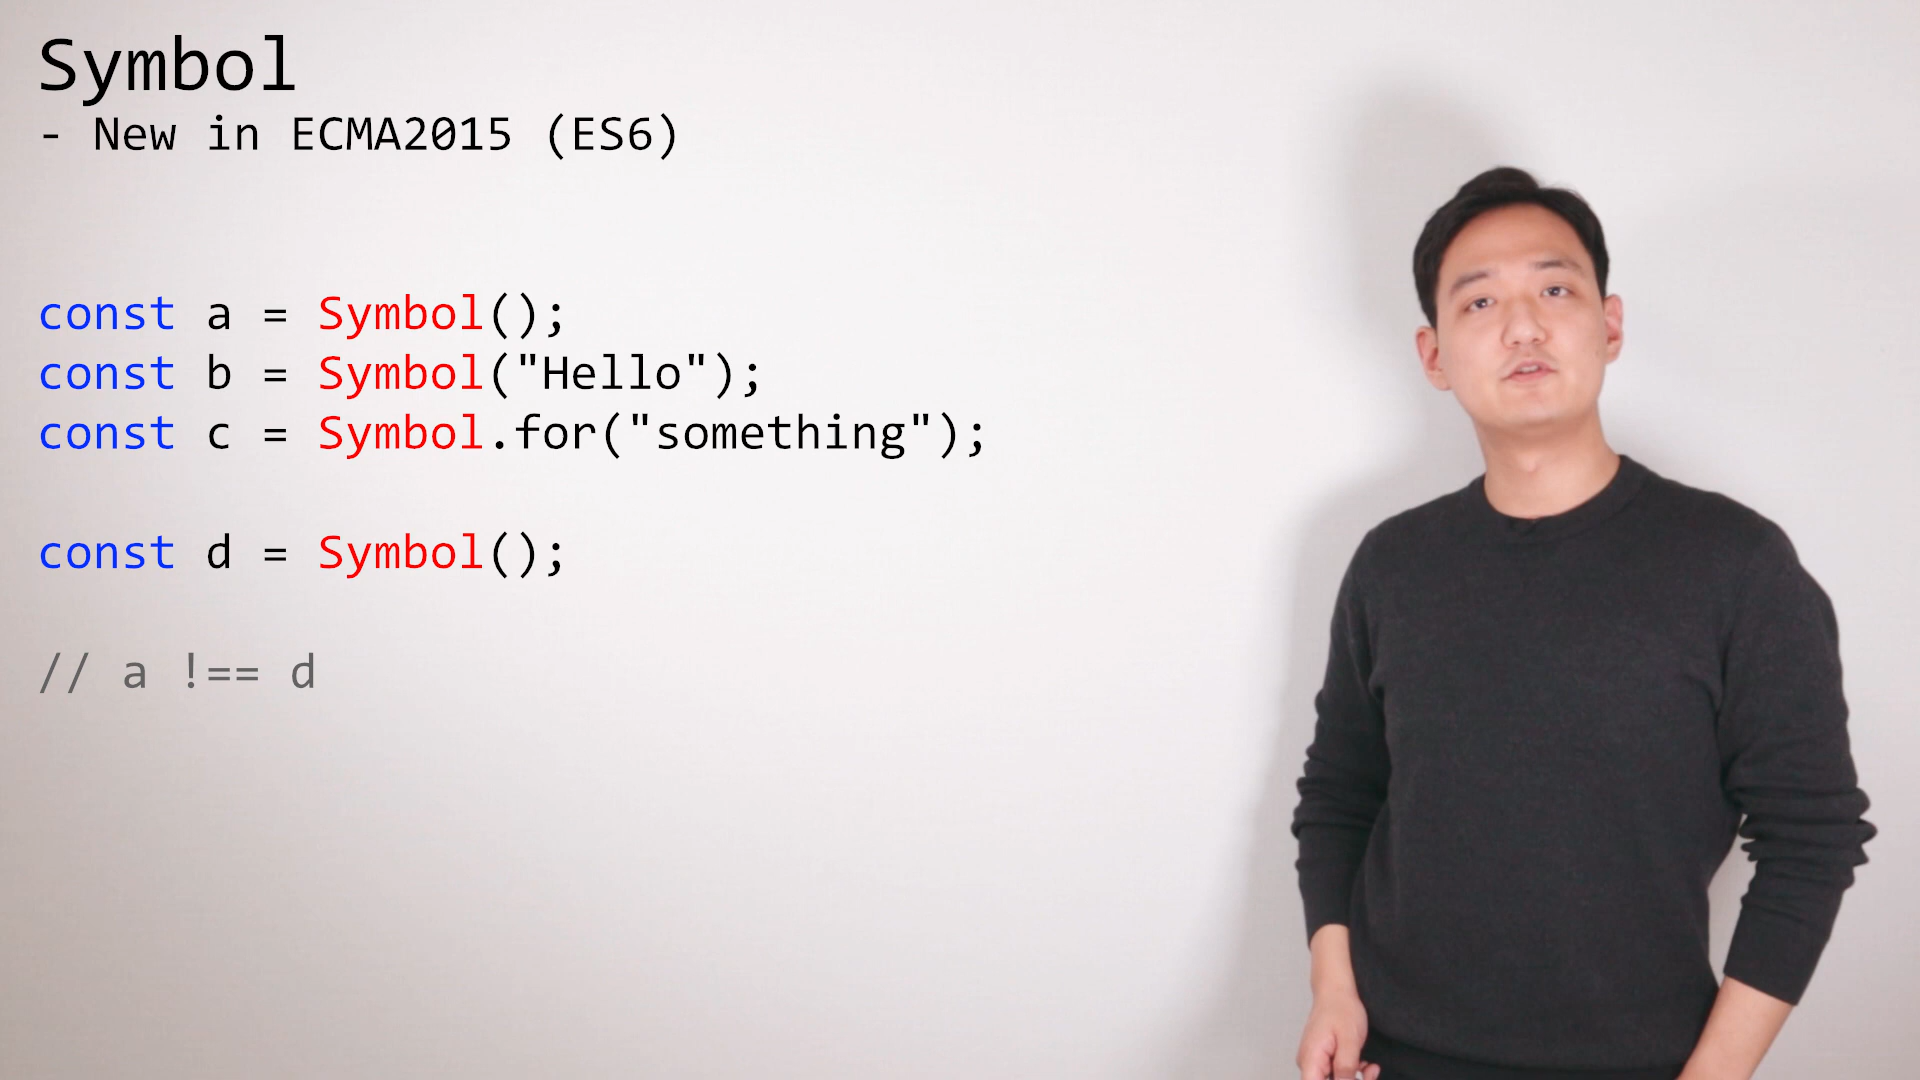 Symbol
- New in ECMA2015 (ES6)
const a = Symbol();
const b = Symbol("Hello");
const c = Symbol.for("something");
const d = Symbol();
// a !== d